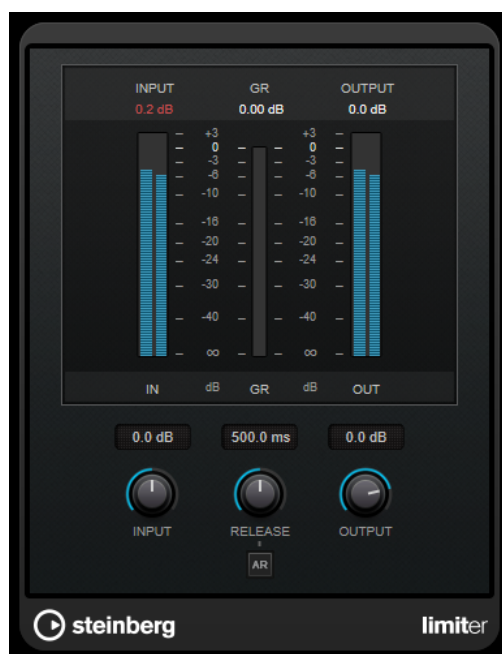 INPUT GR OUTPUT
0.2 dB 0.00 dB 0.0 dB
+3 +3
0 0
-3 -3
-6 -6
-10 -10
-16 -16
-20 -20
-24 -24
-30 -30
-40 -40
∞ ∞
IN dB GR dB OUT
0.0 dB 500.0 ms 0.0 dB
INPUT RELEASE OUTPUT
AR
steinberg limiter